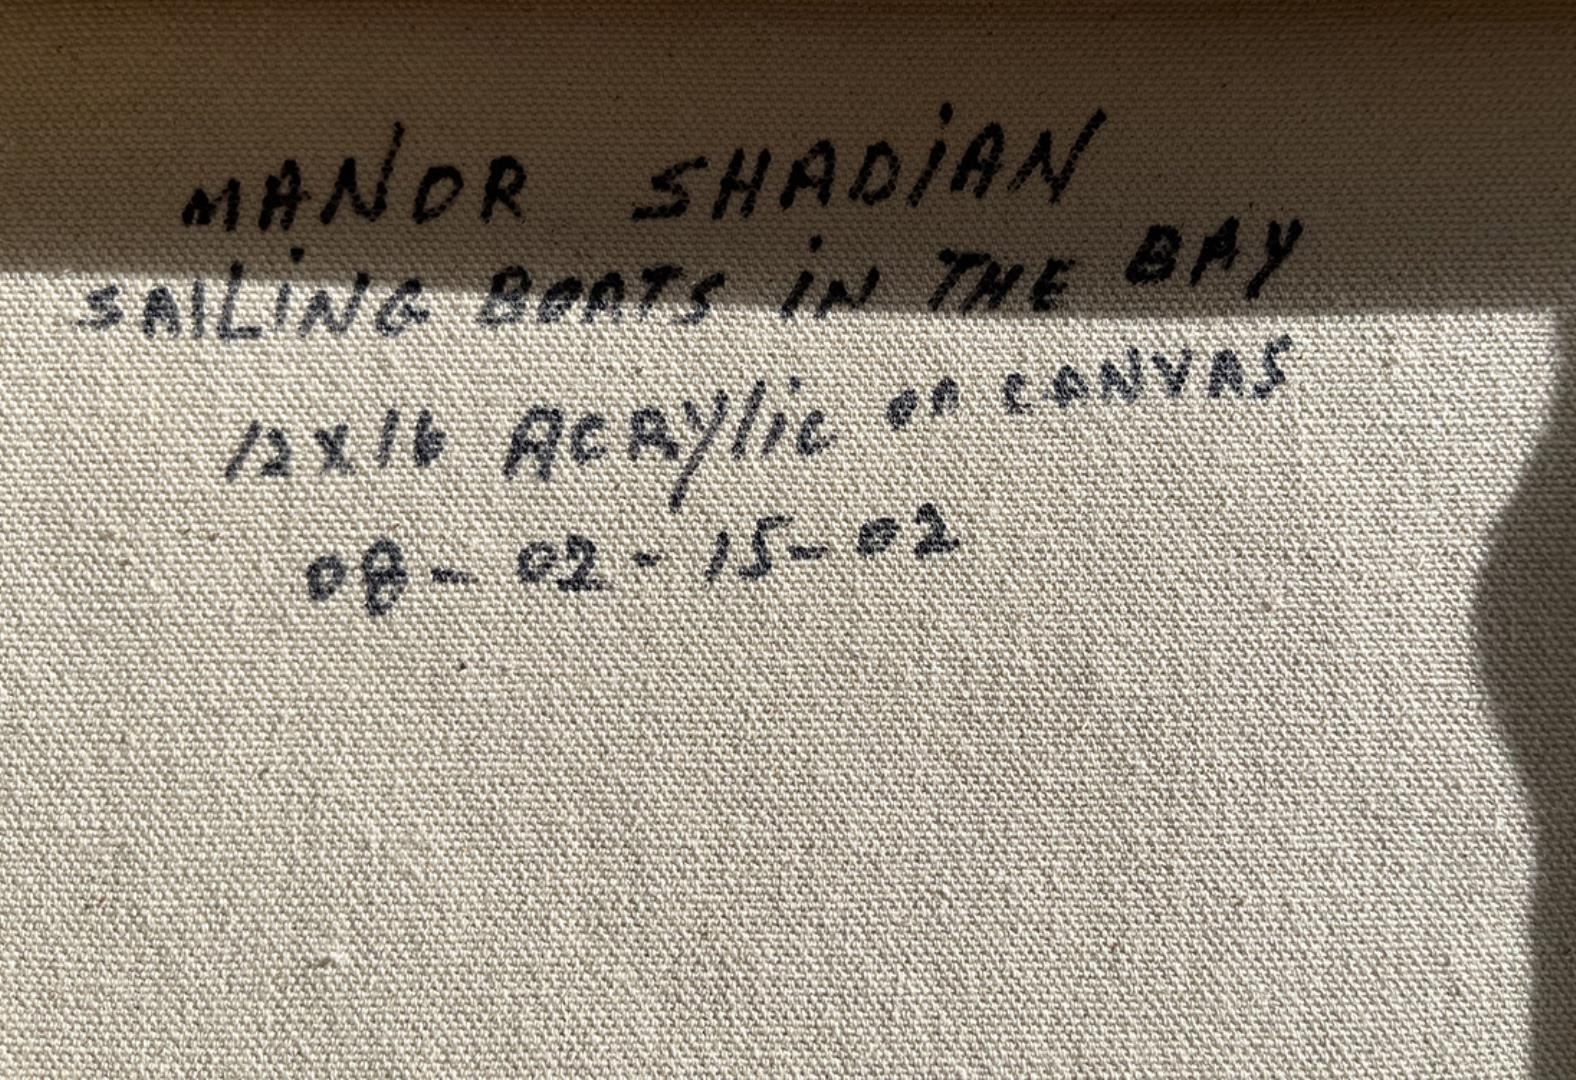 MANOR SHADiAN
SAILiNG BOATS iN THE BAY
12X16 ACRYlic on CANVAS
08-02-15-02